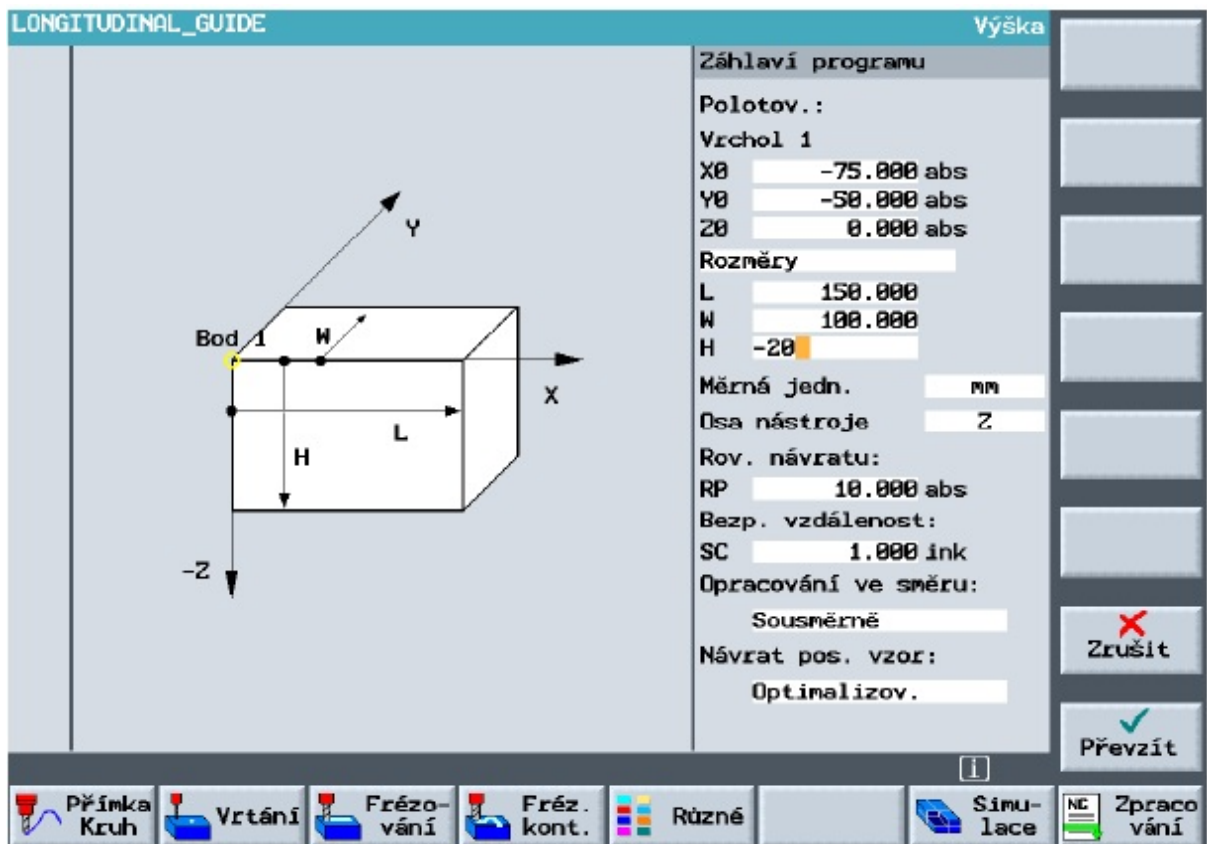 LONGITUDINAL_GUIDE Výška
Záhlaví programu
Polotov.:
Vrchol 1
X0 -75.000 abs
Y0 -50.000 abs
Z0 0.000 abs
Rozměry
L 150.000
W 100.000
H -20
Měrná jedn. mm
Osa nástroje Z
Rov. návratu:
RP 10.000 abs
Bezp. vzdálenost:
SC 1.000 ink
Opracování ve směru:
Sousměrně
Návrat pos. vzor:
Optimalizov.
Y
Bod 1
W
X
L
H
-Z
Zrušit
Převzít
i
Přímka
Kruh
Vrtání
Frézo-
vání
Fréz.
kont.
Různé
Simu-
lace
NC
Zpraco
vání